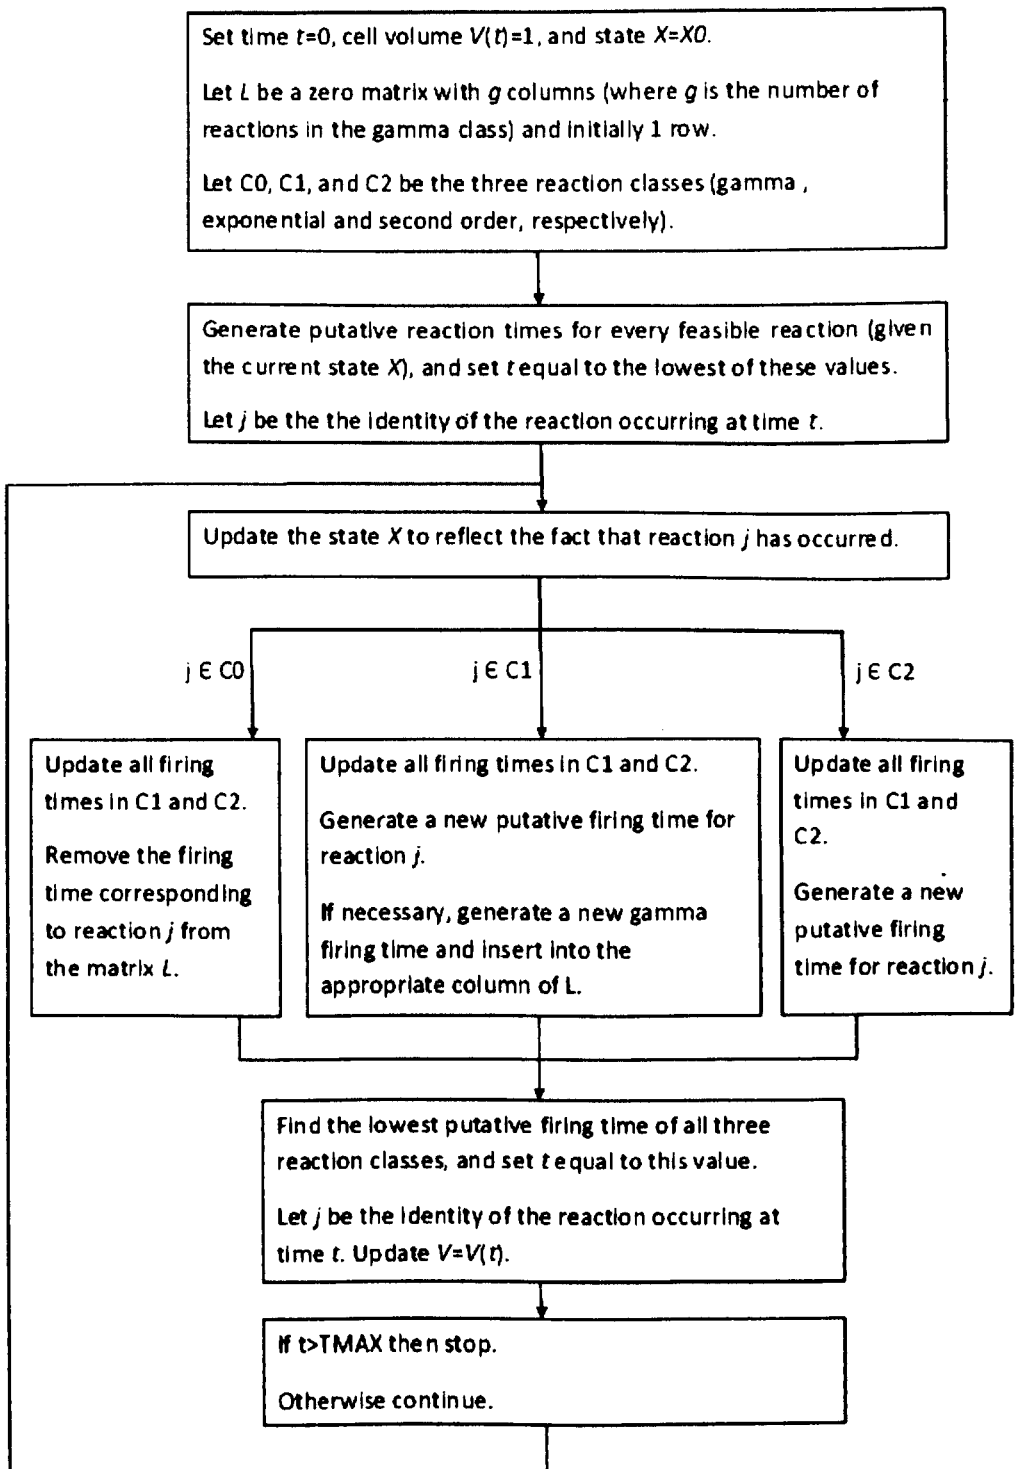 Set time t=0, cell volume V(t)=1, and state X=X0.
Let L be a zero matrix with g columns (where g is the number of
reactions in the gamma class) and initially 1 row.
Let C0, C1, and C2 be the three reaction classes (gamma ,
exponential and second order, respectively).
Generate putative reaction times for every feasible reaction (given
the current state X), and set t equal to the lowest of these values.
Let j be the the identity of the reaction occurring at time t.
Update the state X to reflect the fact that reaction j has occurred.
j ∈ C0
j ∈ C1
j ∈ C2
Update all firing
times in C1 and C2.
Remove the firing
time corresponding
to reaction j from
the matrix L.
Update all firing times in C1 and C2.
Generate a new putative firing time for
reaction j.
If necessary, generate a new gamma
firing time and insert into the
appropriate column of L.
Update all firing
times in C1 and
C2.
Generate a new
putative firing
time for reaction j.
Find the lowest putative firing time of all three
reaction classes, and set t equal to this value.
Let j be the identity of the reaction occurring at
time t. Update V=V(t).
If t>TMAX then stop.
Otherwise continue.